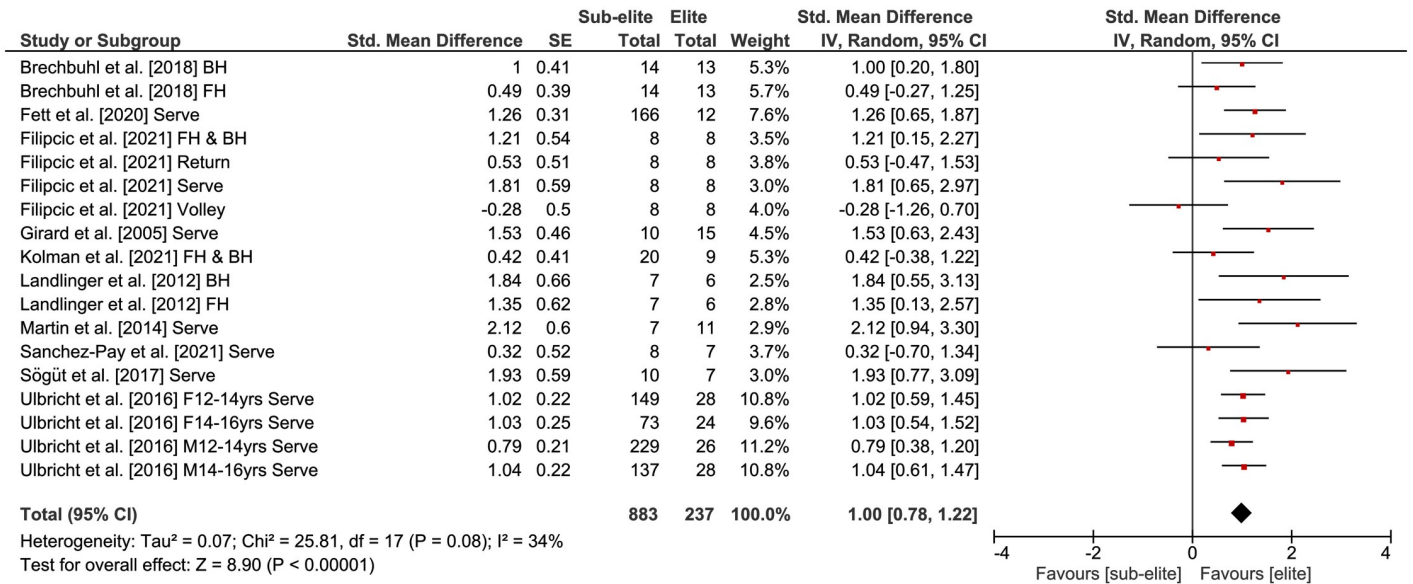 Sub-elite Elite Std. Mean Difference Std. Mean Difference
Study or Subgroup Std. Mean Difference SE Total Total Weight IV, Random, 95% CI IV, Random, 95% CI
Brechbuhl et al. [2018] BH 1 0.41 14 13 5.3% 1.00 [0.20, 1.80]
Brechbuhl et al. [2018] FH 0.49 0.39 14 13 5.7% 0.49 [-0.27, 1.25]
Fett et al. [2020] Serve 1.26 0.31 166 12 7.6% 1.26 [0.65, 1.87]
Filipcic et al. [2021] FH & BH 1.21 0.54 8 8 3.5% 1.21 [0.15, 2.27]
Filipcic et al. [2021] Return 0.53 0.51 8 8 3.8% 0.53 [-0.47, 1.53]
Filipcic et al. [2021] Serve 1.81 0.59 8 8 3.0% 1.81 [0.65, 2.97]
Filipcic et al. [2021] Volley -0.28 0.5 8 8 4.0% -0.28 [-1.26, 0.70]
Girard et al. [2005] Serve 1.53 0.46 10 15 4.5% 1.53 [0.63, 2.43]
Kolman et al. [2021] FH & BH 0.42 0.41 20 9 5.3% 0.42 [-0.38, 1.22]
Landlinger et al. [2012] BH 1.84 0.66 7 6 2.5% 1.84 [0.55, 3.13]
Landlinger et al. [2012] FH 1.35 0.62 7 6 2.8% 1.35 [0.13, 2.57]
Martin et al. [2014] Serve 2.12 0.6 7 11 2.9% 2.12 [0.94, 3.30]
Sanchez-Pay et al. [2021] Serve 0.32 0.52 8 7 3.7% 0.32 [-0.70, 1.34]
Sögüt et al. [2017] Serve 1.93 0.59 10 7 3.0% 1.93 [0.77, 3.09]
Ulbricht et al. [2016] F12-14yrs Serve 1.02 0.22 149 28 10.8% 1.02 [0.59, 1.45]
Ulbricht et al. [2016] F14-16yrs Serve 1.03 0.25 73 24 9.6% 1.03 [0.54, 1.52]
Ulbricht et al. [2016] M12-14yrs Serve 0.79 0.21 229 26 11.2% 0.79 [0.38, 1.20]
Ulbricht et al. [2016] M14-16yrs Serve 1.04 0.22 137 28 10.8% 1.04 [0.61, 1.47]
Total (95% CI) 883 237 100.0% 1.00 [0.78, 1.22]
Heterogeneity: Tau² = 0.07; Chi² = 25.81, df = 17 (P = 0.08); I² = 34%
Test for overall effect: Z = 8.90 (P < 0.00001)
-4 -2 0 2 4
Favours [sub-elite] Favours [elite]